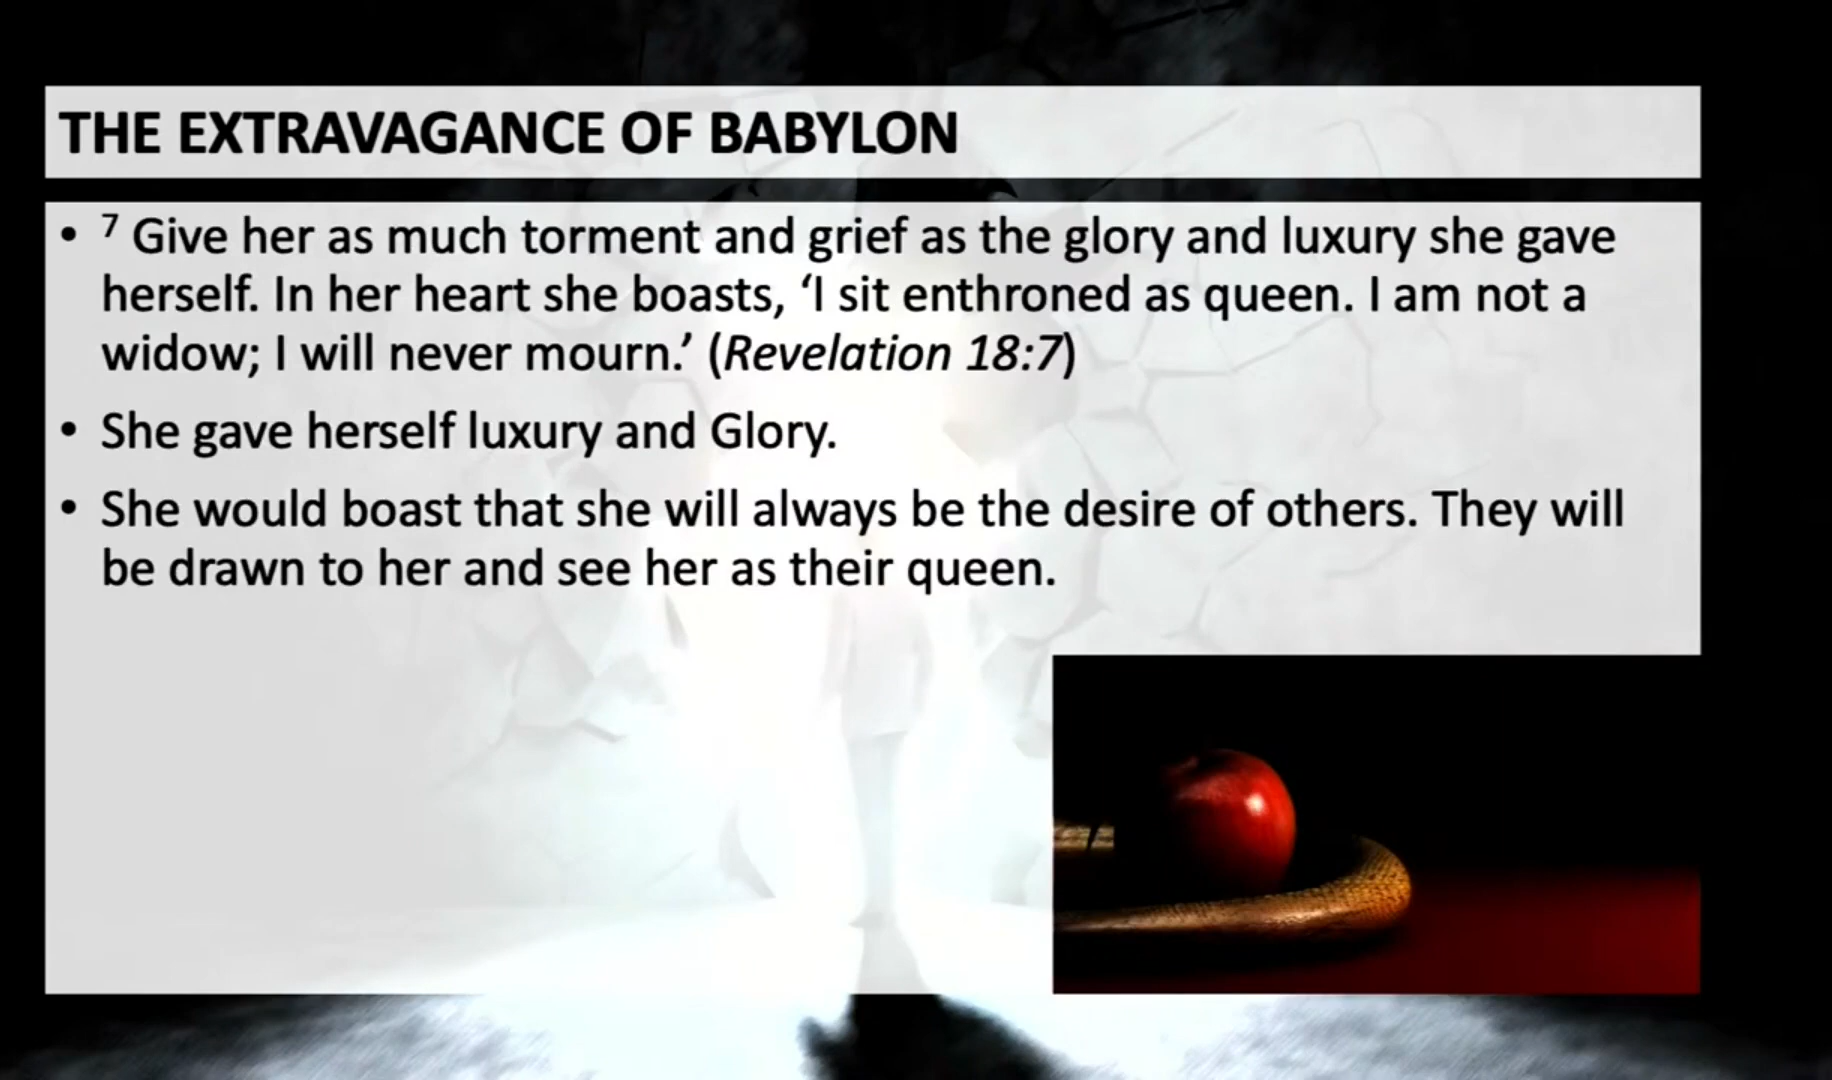 THE EXTRAVAGANCE OF BABYLON
• ⁷ Give her as much torment and grief as the glory and luxury she gave
herself. In her heart she boasts, ‘I sit enthroned as queen. I am not a
widow; I will never mourn.’ (Revelation 18:7)
• She gave herself luxury and Glory.
• She would boast that she will always be the desire of others. They will
be drawn to her and see her as their queen.